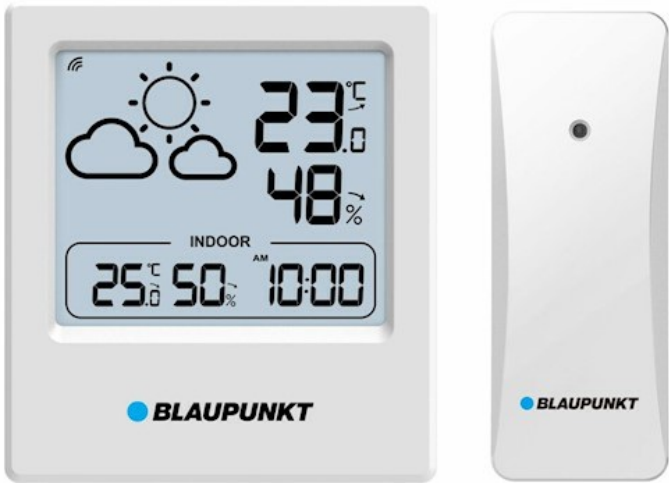 23.0 °C
48 %
INDOOR
25.0 °C 50 % AM 10:00
BLAUPUNKT
BLAUPUNKT